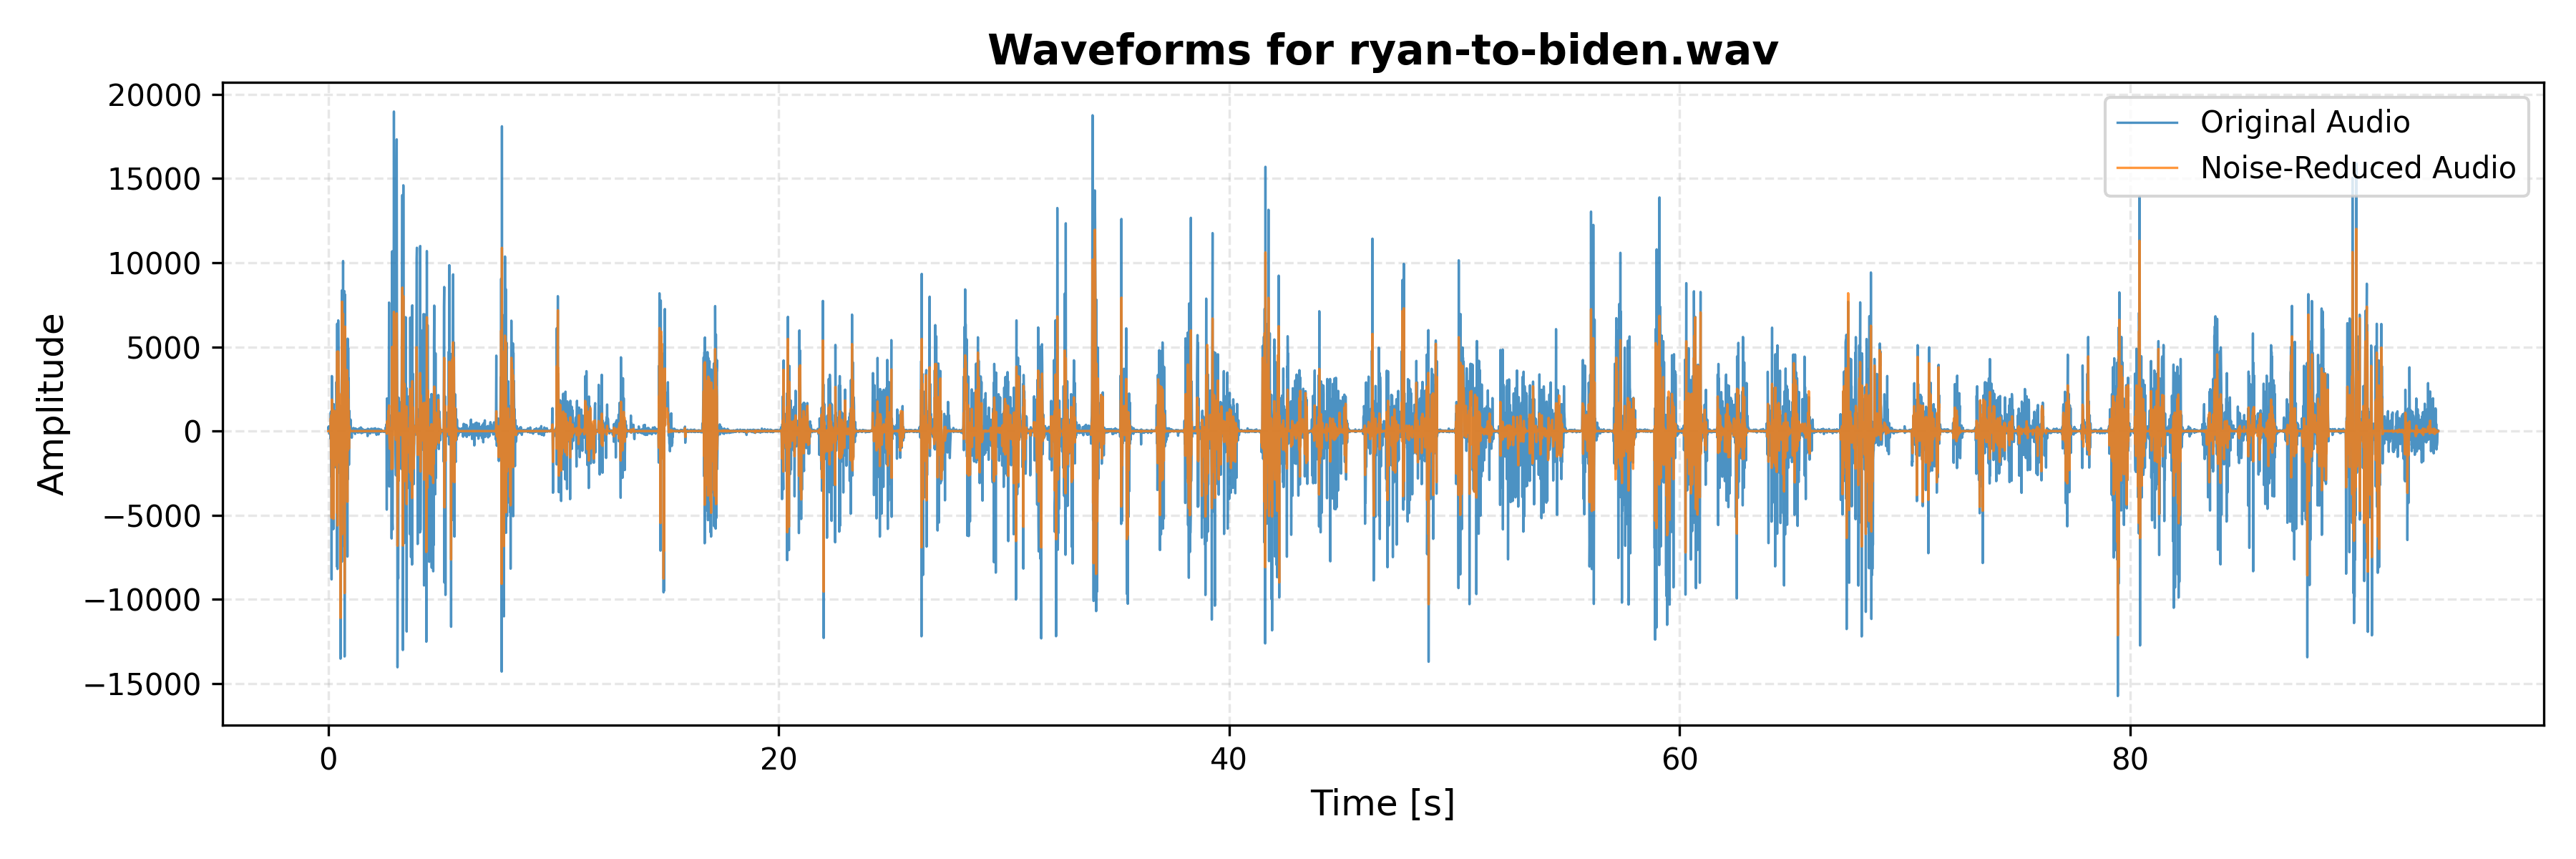 Waveforms for ryan-to-biden.wav
Original Audio
Noise-Reduced Audio
Amplitude
20000
15000
10000
5000
0
−5000
−10000
−15000
0 20 40 60 80
Time [s]